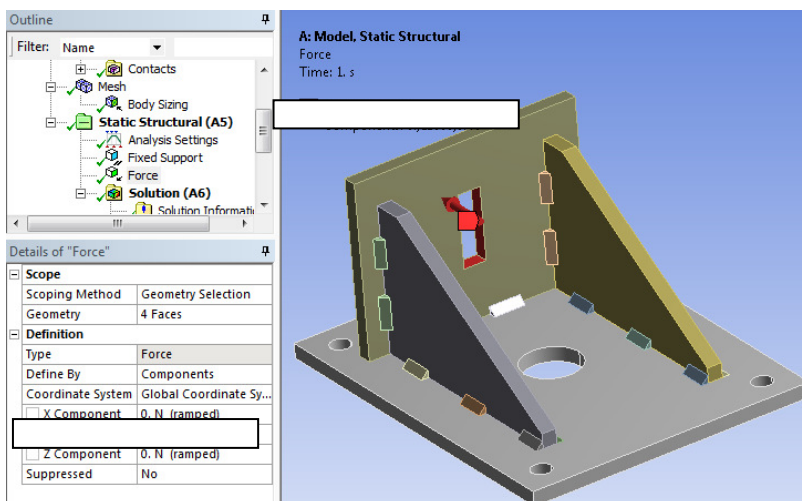 Outline
Filter: Name
Contacts
Mesh
Body Sizing
Static Structural (A5)
Analysis Settings
Fixed Support
Force
Solution (A6)
Solution Informati
Details of "Force"
Scope
Scoping Method Geometry Selection
Geometry 4 Faces
Definition
Type Force
Define By Components
Coordinate System Global Coordinate Sy...
X Component 0. N (ramped)
Z Component 0. N (ramped)
Suppressed No
A: Model, Static Structural
Force
Time: 1. s